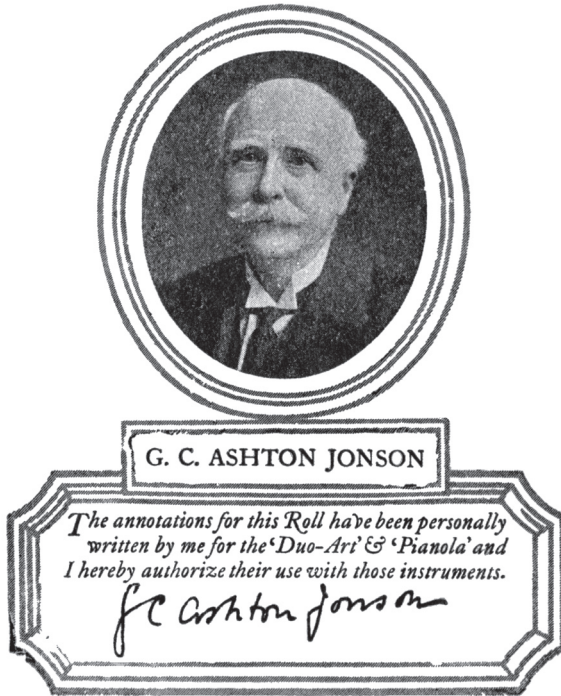 G. C. ASHTON JONSON
The annotations for this Roll have been personally
written by me for the ‘Duo-Art’ & ‘Pianola’ and
I hereby authorize their use with those instruments.
G C Ashton Jonson